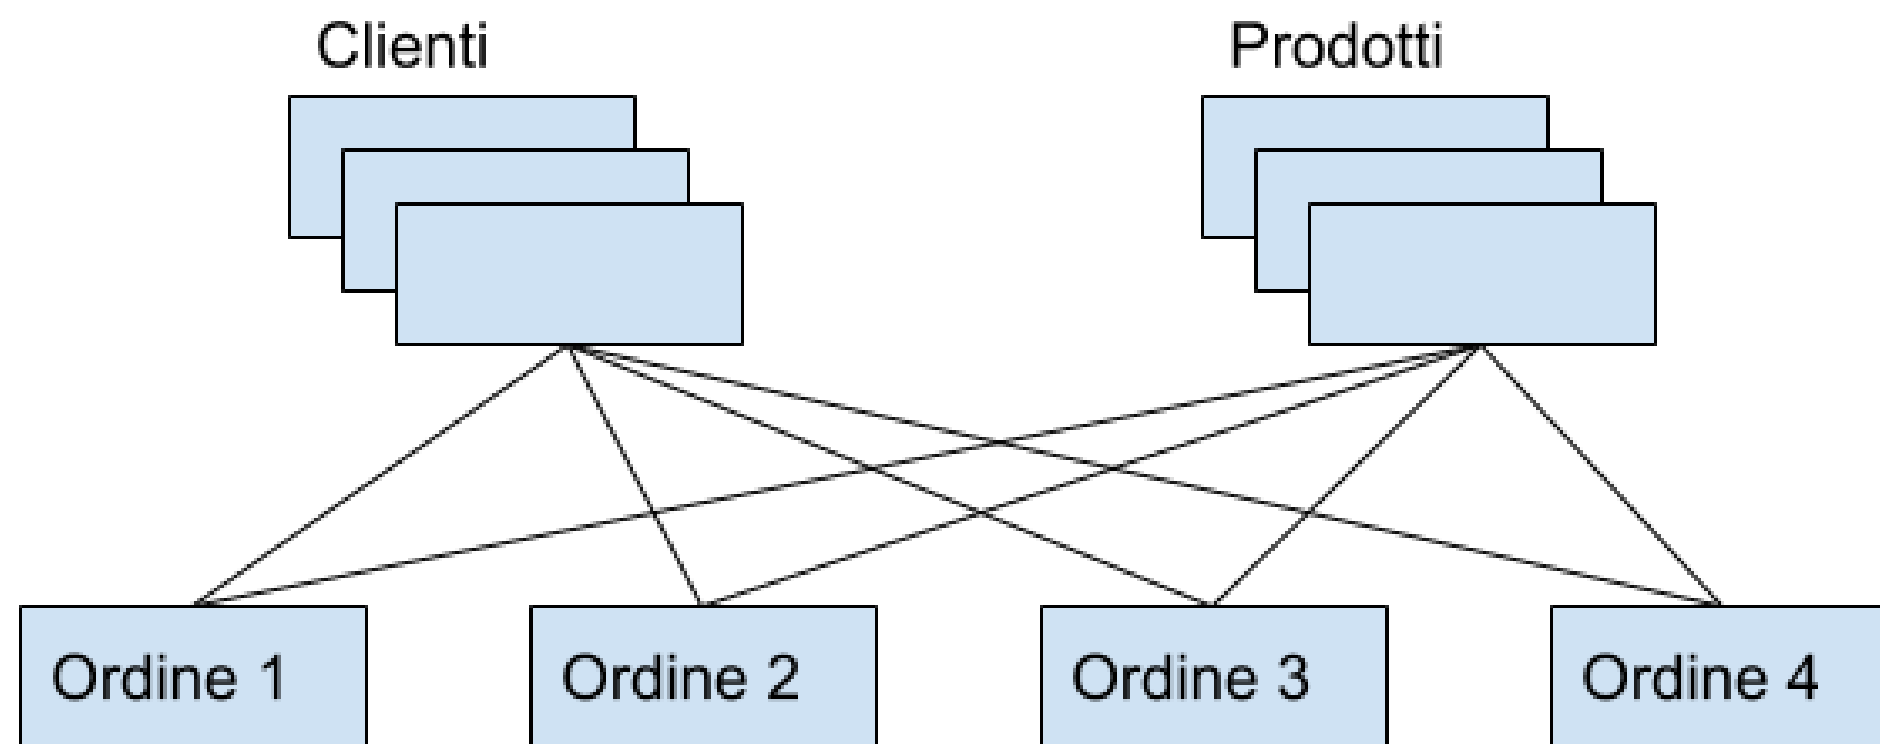 Clienti
Prodotti
Ordine 1
Ordine 2
Ordine 3
Ordine 4